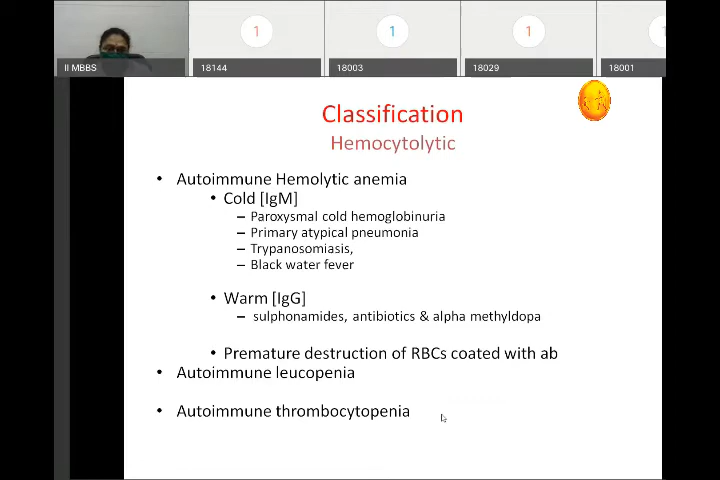 1
1
1
1
II MBBS
18144
18003
18029
18001
Classification
Hemocytolytic
• Autoimmune Hemolytic anemia
• Cold [IgM]
– Paroxysmal cold hemoglobinuria
– Primary atypical pneumonia
– Trypanosomiasis,
– Black water fever
• Warm [IgG]
– sulphonamides, antibiotics & alpha methyldopa
• Premature destruction of RBCs coated with ab
• Autoimmune leucopenia
• Autoimmune thrombocytopenia